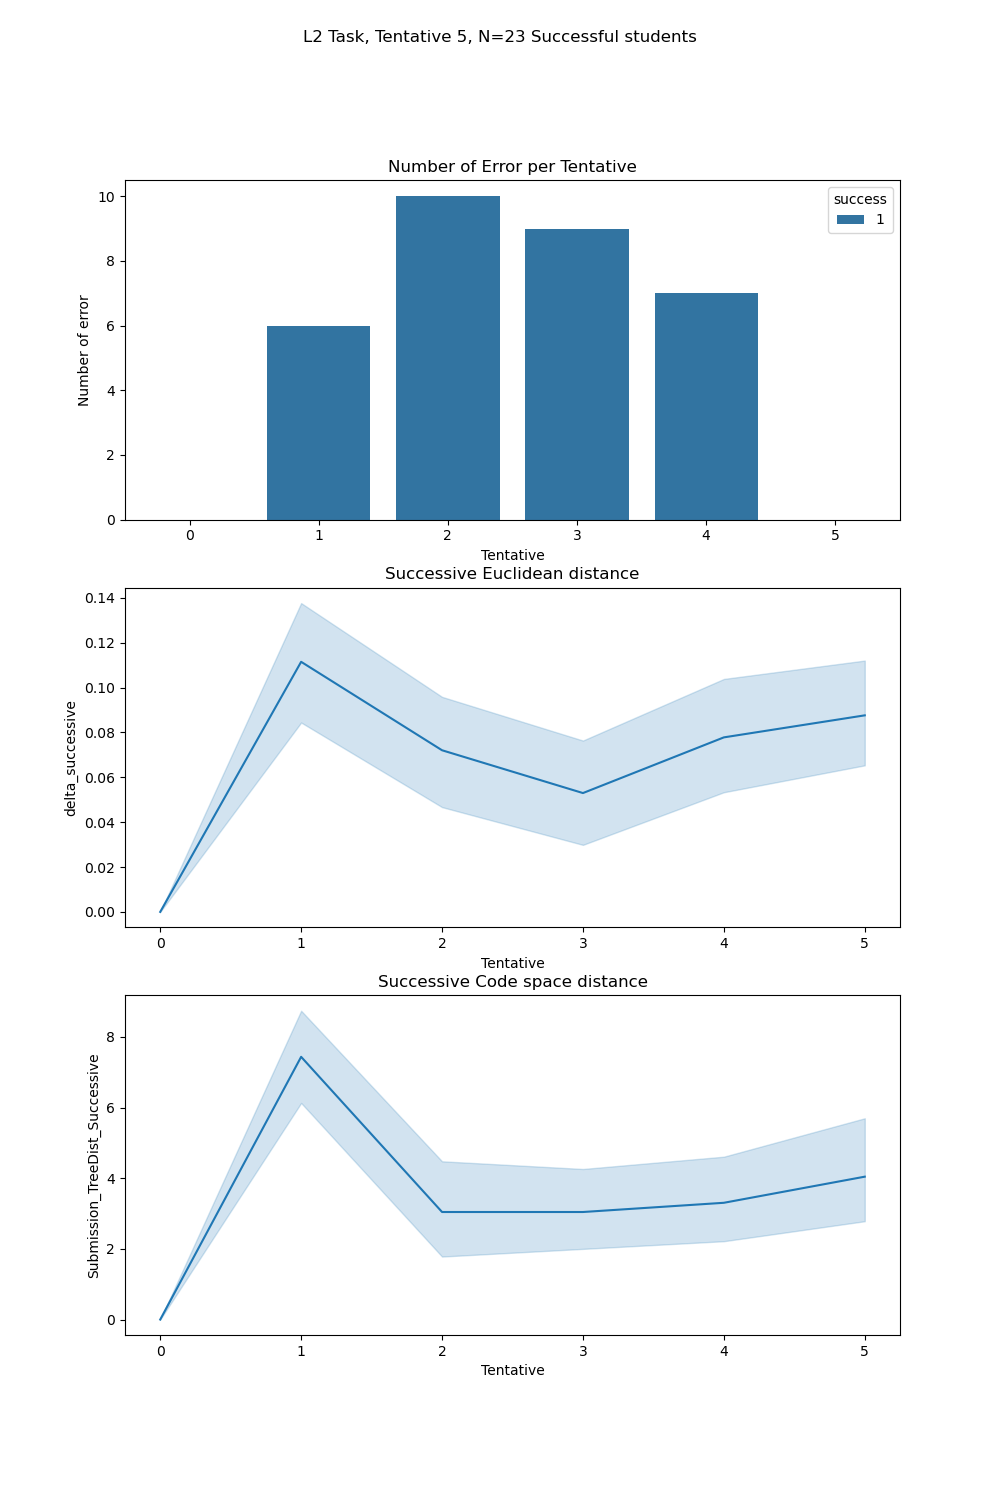 L2 Task, Tentative 5, N=23 Successful students
Number of Error per Tentative
success
1
Number of error
10
8
6
4
2
0
0 1 2 3 4 5
Tentative
Successive Euclidean distance
delta_successive
0.14
0.12
0.10
0.08
0.06
0.04
0.02
0.00
0 1 2 3 4 5
Tentative
Successive Code space distance
Submission_TreeDist_Successive
8
6
4
2
0
0 1 2 3 4 5
Tentative